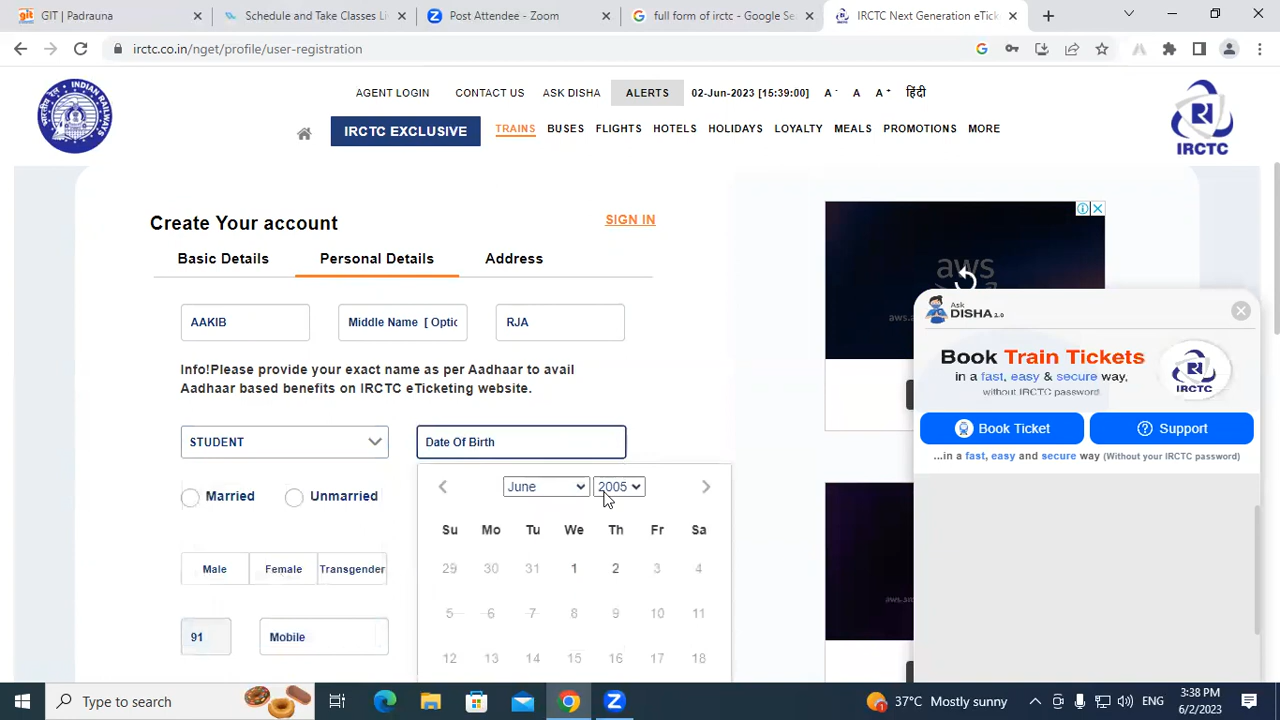 GIT | Padrauna
Schedule and Take Classes Li
Post Attendee - Zoom
full form of irctc - Google Se
IRCTC Next Generation eTick
irctc.co.in/nget/profile/user-registration
AGENT LOGIN CONTACT US ASK DISHA ALERTS 02-Jun-2023 [15:39:00] A- A A+ हिंदी
IRCTC EXCLUSIVE TRAINS BUSES FLIGHTS HOTELS HOLIDAYS LOYALTY MEALS PROMOTIONS MORE
INDIAN RAILWAYS
IRCTC
Create Your account SIGN IN
Basic Details Personal Details Address
AAKIB Middle Name [ Optic RJA
Info!Please provide your exact name as per Aadhaar to avail
Aadhaar based benefits on IRCTC eTicketing website.
STUDENT Date Of Birth
Married Unmarried
June 2005
Su Mo Tu We Th Fr Sa
29 30 31 1 2 3 4
5 6 7 8 9 10 11
12 13 14 15 16 17 18
Male Female Transgender
91 Mobile
aws
Ask
DISHA 2.0
Book Train Tickets
in a fast, easy & secure way,
without IRCTC password.
IRCTC
Book Ticket Support
...in a fast, easy and secure way (Without your IRCTC password)
Type here to search
37°C Mostly sunny
ENG
3:38 PM
6/2/2023